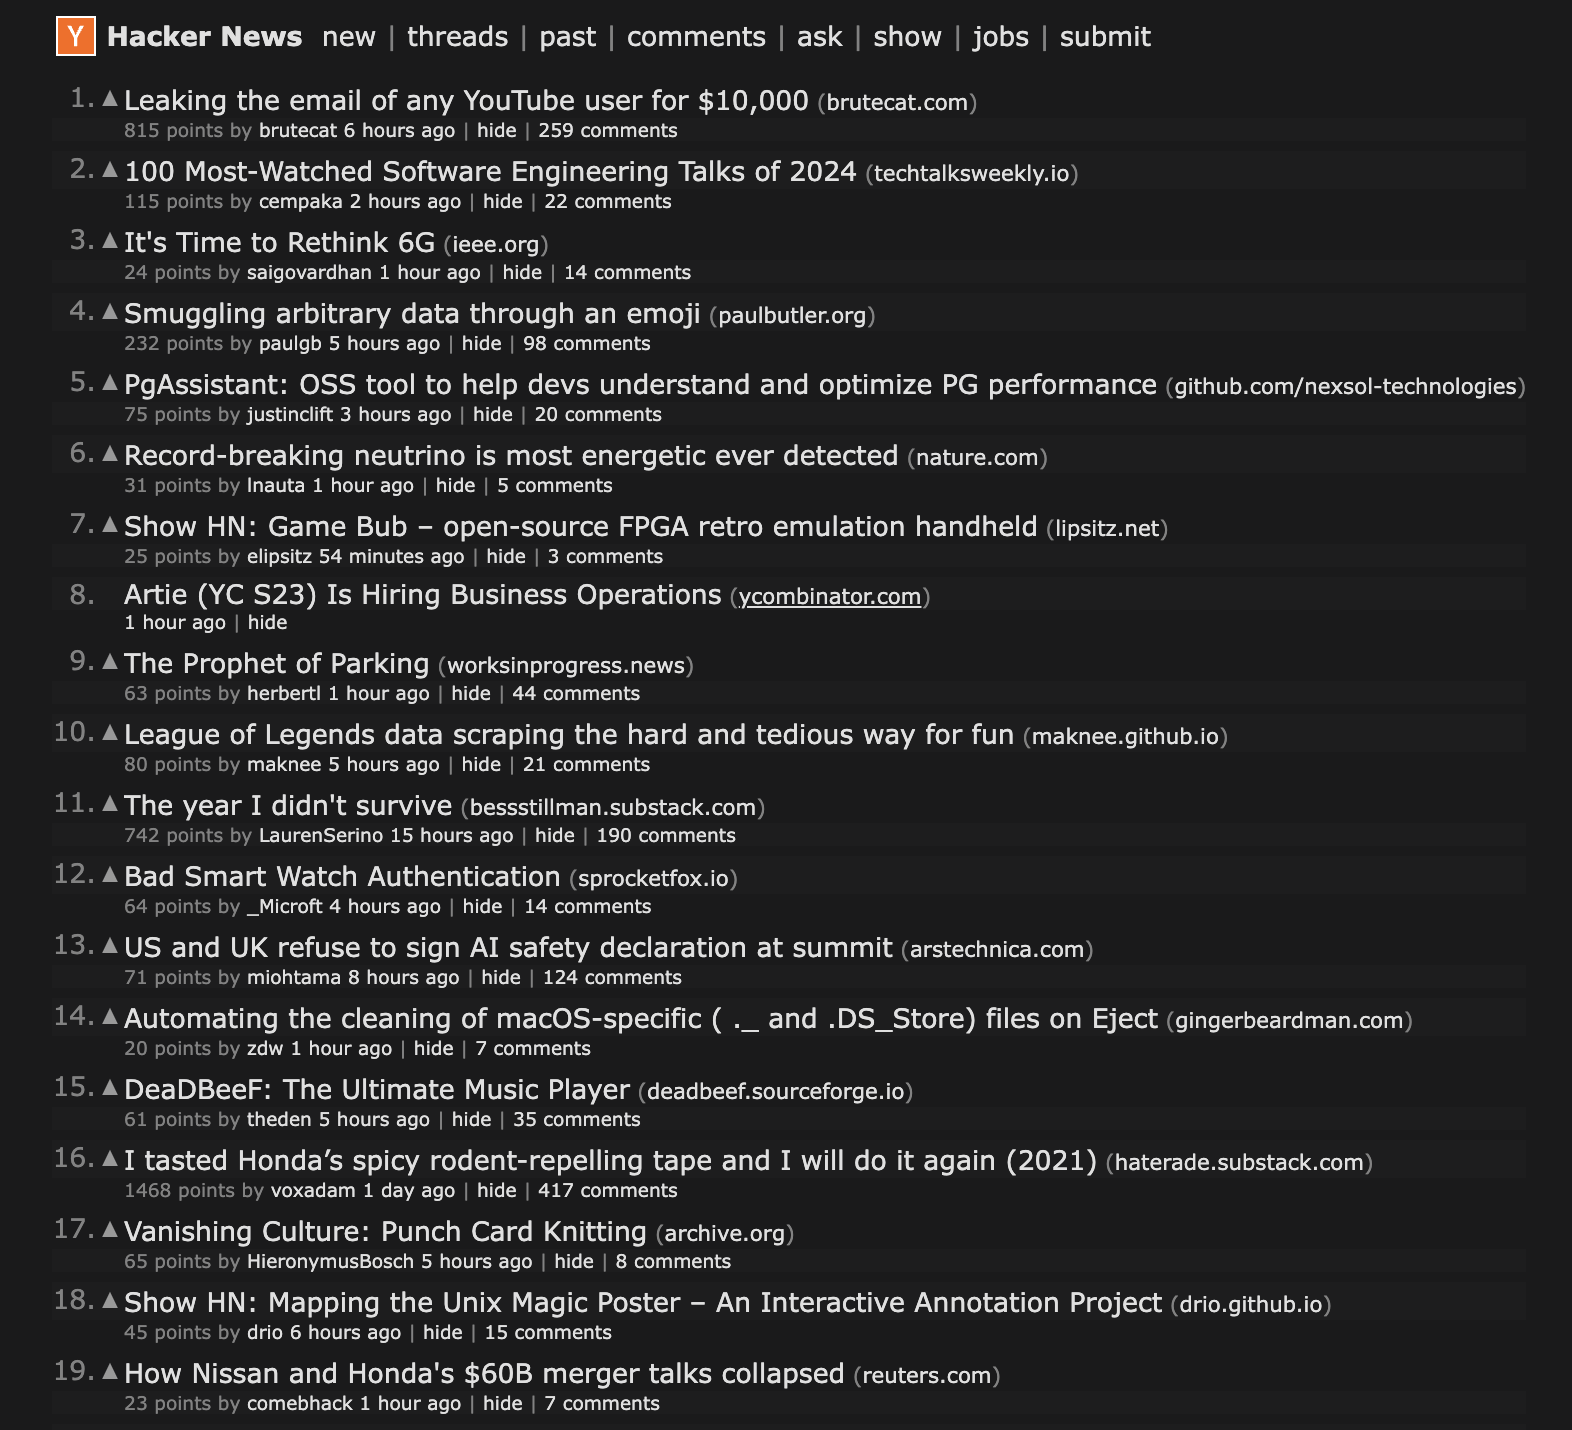 Y Hacker News new | threads | past | comments | ask | show | jobs | submit
1. ▲ Leaking the email of any YouTube user for $10,000 (brutecat.com)
815 points by brutecat 6 hours ago | hide | 259 comments
2. ▲ 100 Most-Watched Software Engineering Talks of 2024 (techtalksweekly.io)
115 points by cempaka 2 hours ago | hide | 22 comments
3. ▲ It's Time to Rethink 6G (ieee.org)
24 points by saigovardhan 1 hour ago | hide | 14 comments
4. ▲ Smuggling arbitrary data through an emoji (paulbutler.org)
232 points by paulgb 5 hours ago | hide | 98 comments
5. ▲ PgAssistant: OSS tool to help devs understand and optimize PG performance (github.com/nexsol-technologies)
75 points by justinclift 3 hours ago | hide | 20 comments
6. ▲ Record-breaking neutrino is most energetic ever detected (nature.com)
31 points by lnauta 1 hour ago | hide | 5 comments
7. ▲ Show HN: Game Bub – open-source FPGA retro emulation handheld (lipsitz.net)
25 points by elipsitz 54 minutes ago | hide | 3 comments
8. Artie (YC S23) Is Hiring Business Operations (ycombinator.com)
1 hour ago | hide
9. ▲ The Prophet of Parking (worksinprogress.news)
63 points by herbertl 1 hour ago | hide | 44 comments
10. ▲ League of Legends data scraping the hard and tedious way for fun (maknee.github.io)
80 points by maknee 5 hours ago | hide | 21 comments
11. ▲ The year I didn't survive (bessstillman.substack.com)
742 points by LaurenSerino 15 hours ago | hide | 190 comments
12. ▲ Bad Smart Watch Authentication (sprocketfox.io)
64 points by _Microft 4 hours ago | hide | 14 comments
13. ▲ US and UK refuse to sign AI safety declaration at summit (arstechnica.com)
71 points by miohtama 8 hours ago | hide | 124 comments
14. ▲ Automating the cleaning of macOS-specific ( ._ and .DS_Store) files on Eject (gingerbeardman.com)
20 points by zdw 1 hour ago | hide | 7 comments
15. ▲ DeaDBeeF: The Ultimate Music Player (deadbeef.sourceforge.io)
61 points by theden 5 hours ago | hide | 35 comments
16. ▲ I tasted Honda’s spicy rodent-repelling tape and I will do it again (2021) (haterade.substack.com)
1468 points by voxadam 1 day ago | hide | 417 comments
17. ▲ Vanishing Culture: Punch Card Knitting (archive.org)
65 points by HieronymusBosch 5 hours ago | hide | 8 comments
18. ▲ Show HN: Mapping the Unix Magic Poster – An Interactive Annotation Project (drio.github.io)
45 points by drio 6 hours ago | hide | 15 comments
19. ▲ How Nissan and Honda's $60B merger talks collapsed (reuters.com)
23 points by comebhack 1 hour ago | hide | 7 comments